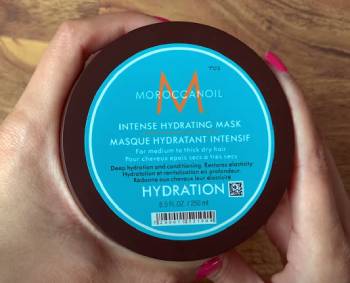 M
MOROCCANOIL
INTENSE HYDRATING MASK
MASQUE HYDRATANT INTENSIF
For medium to thick dry hair
Pour cheveux épais secs à très secs
Deep hydration and conditioning. Restores elasticity
Hydratation et revitalisation en profondeur.
Redonne aux cheveux leur élasticité
HYDRATION
8.5 FL. OZ. / 250 ml